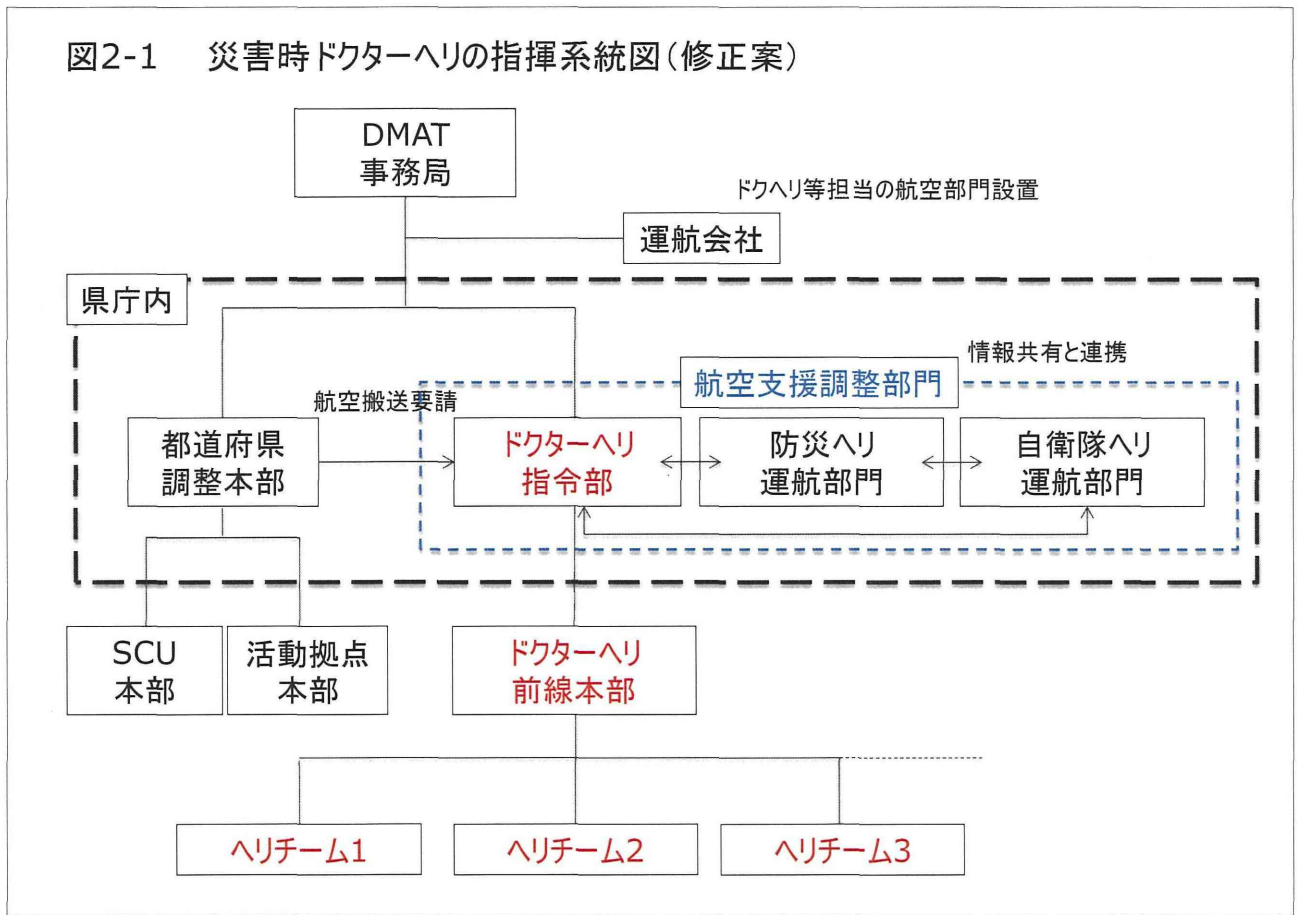 図2-1 災害時ドクターヘリの指揮系統図(修正案)
DMAT
事務局
ドクヘリ等担当の航空部門設置
運航会社
県庁内
情報共有と連携
航空支援調整部門
航空搬送要請
都道府県
調整本部
ドクターヘリ
指令部
防災ヘリ
運航部門
自衛隊ヘリ
運航部門
SCU
本部
活動拠点
本部
ドクターヘリ
前線本部
ヘリチーム1
ヘリチーム2
ヘリチーム3